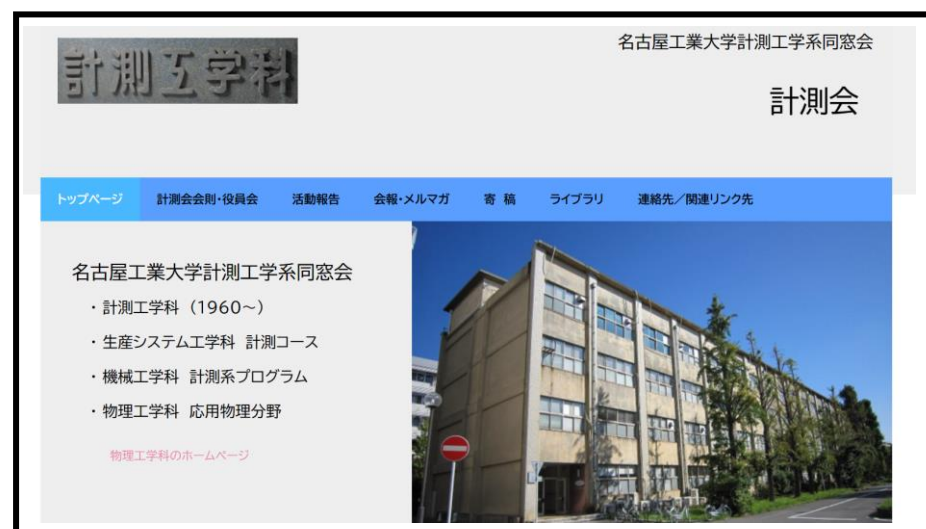 計測工学科
名古屋工業大学計測工学系同窓会
計測会
トップページ 計測会会則・役員会 活動報告 会報・メルマガ 寄 稿 ライブラリ 連絡先／関連リンク先
名古屋工業大学計測工学系同窓会
・計測工学科（1960～）
・生産システム工学科 計測コース
・機械工学科 計測系プログラム
・物理工学科 応用物理分野
物理工学科のホームページ